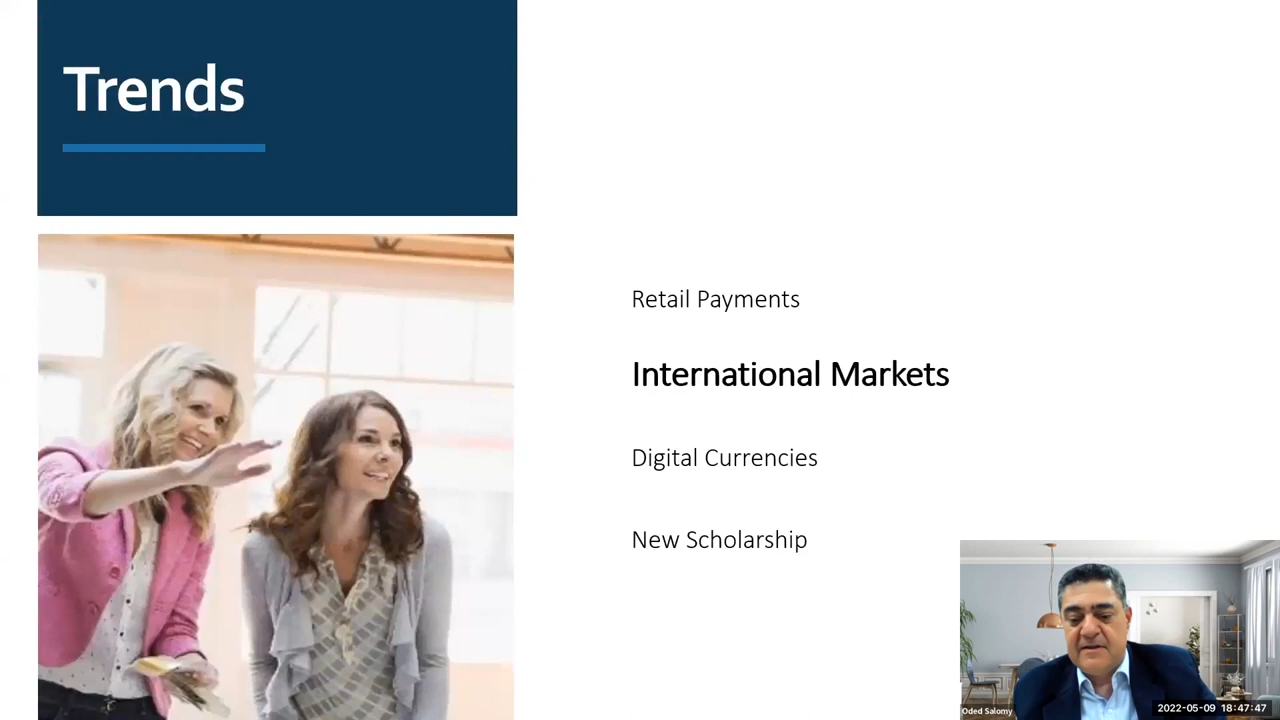 Trends
Retail Payments
International Markets
Digital Currencies
New Scholarship
Oded Salomy
2022-05-09 18:47:47